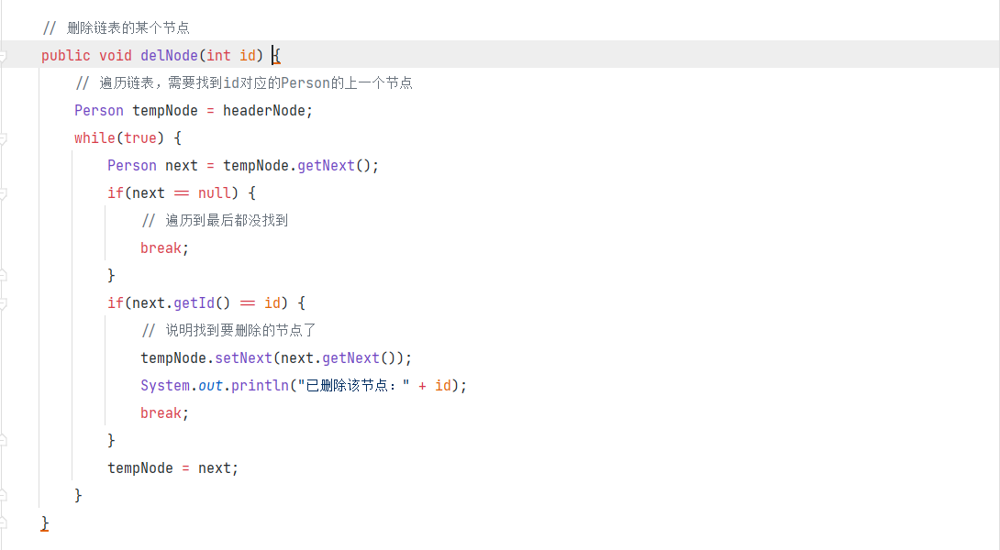 // 删除链表的某个节点
public void delNode(int id) {
// 遍历链表，需要找到id对应的Person的上一个节点
Person tempNode = headerNode;
while(true) {
Person next = tempNode.getNext();
if(next == null) {
// 遍历到最后都没找到
break;
}
if(next.getId() == id) {
// 说明找到要删除的节点了
tempNode.setNext(next.getNext());
System.out.println("已删除该节点：" + id);
break;
}
tempNode = next;
}
}